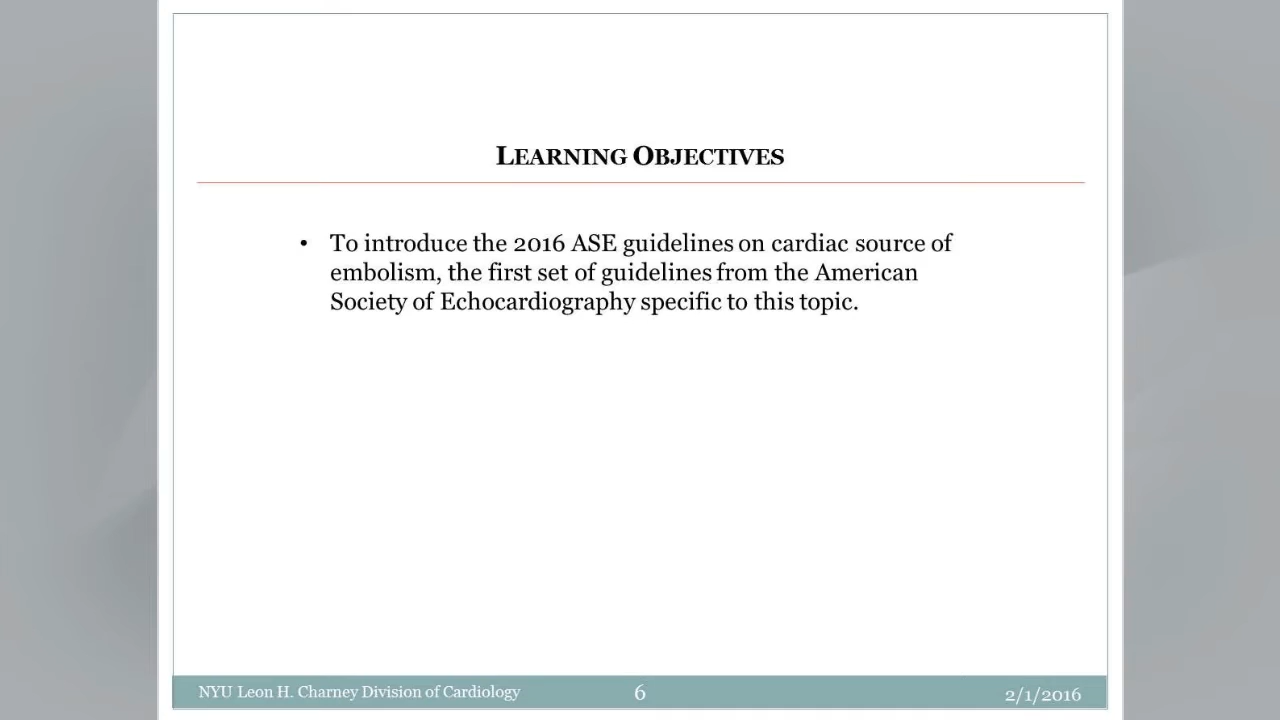 LEARNING OBJECTIVES
• To introduce the 2016 ASE guidelines on cardiac source of
embolism, the first set of guidelines from the American
Society of Echocardiography specific to this topic.
NYU Leon H. Charney Division of Cardiology 6 2/1/2016